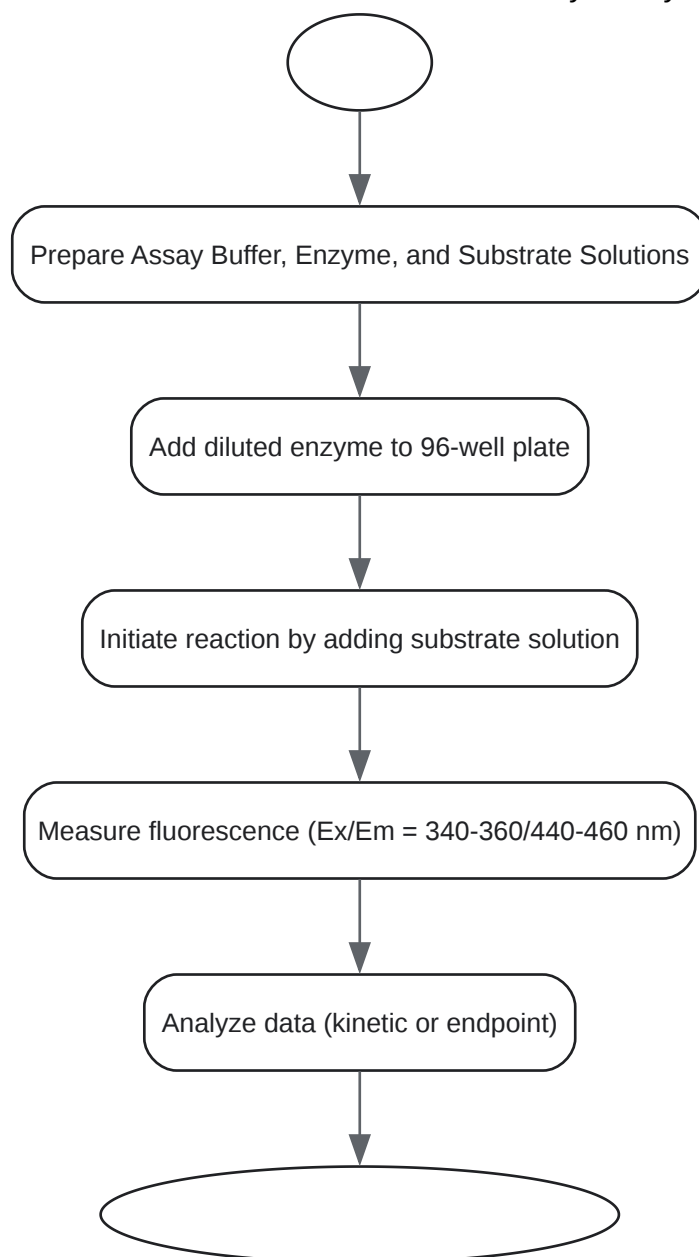 Prepare Assay Buffer, Enzyme, and Substrate Solutions
Add diluted enzyme to 96-well plate
Initiate reaction by adding substrate solution
Measure fluorescence (Ex/Em = 340-360/440-460 nm)
Analyze data (kinetic or endpoint)